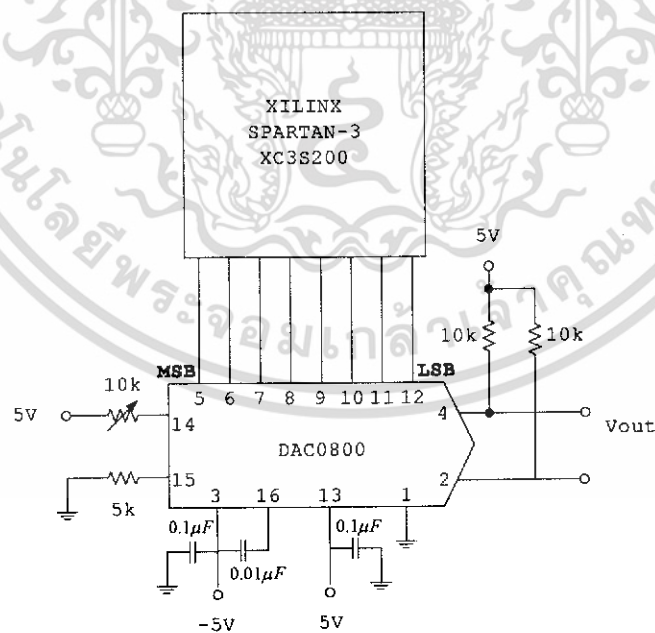 XILINX
SPARTAN-3
XC3S200
5V
10k
10k
MSB
LSB
10k
5 6 7 8 9 10 11 12
5V
14
4
Vout
DAC0800
15
2
5k
3 16 13 1
0.1μF
0.1μF
0.01μF
-5V
5V